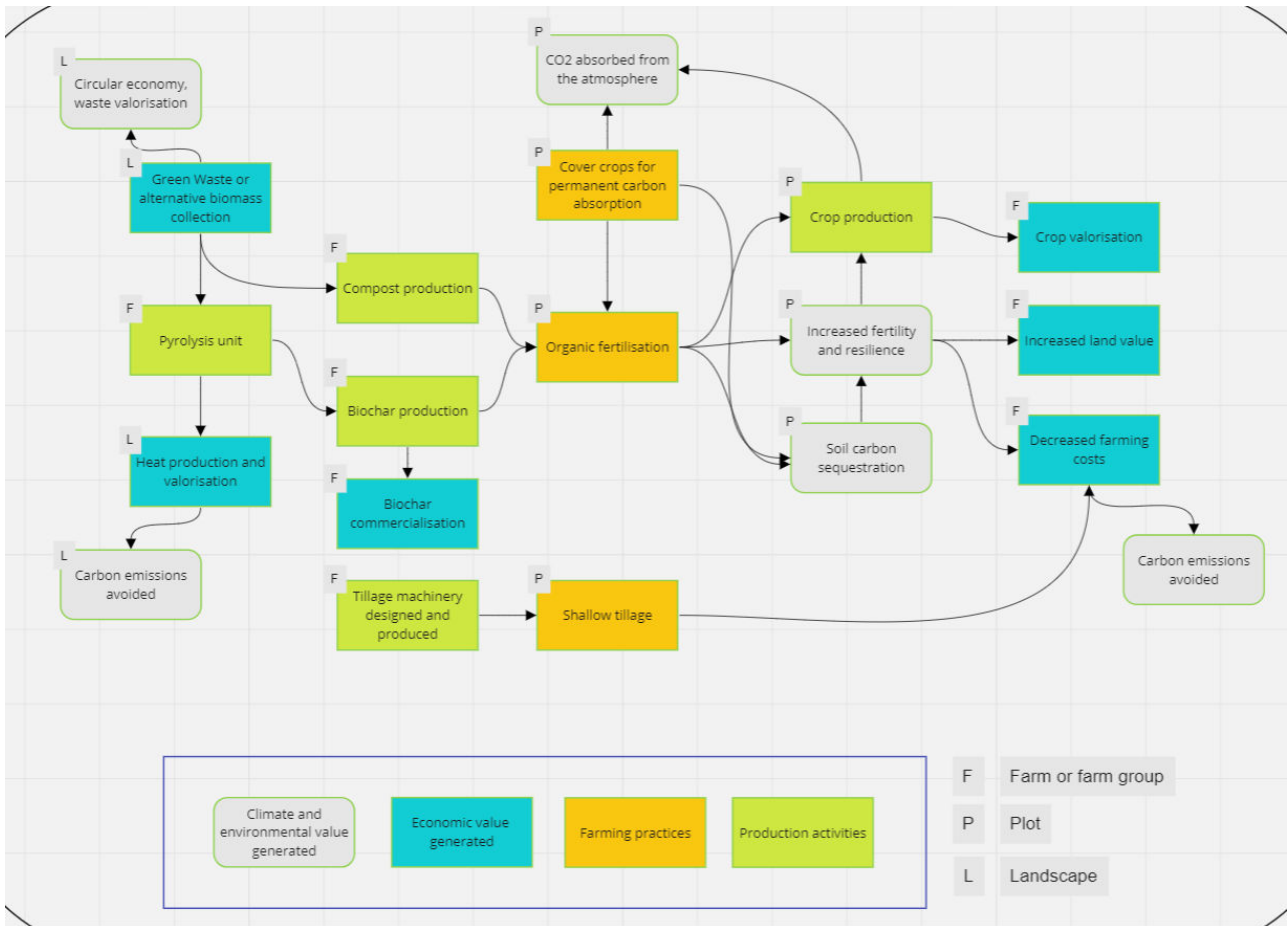 L
Circular economy,
waste valorisation
L
Green Waste or
alternative biomass
collection
F
Pyrolysis unit
L
Heat production and
valorisation
L
Carbon emissions
avoided
F
Compost production
F
Biochar production
F
Biochar
commercialisation
F
Tillage machinery
designed and
produced
P
CO2 absorbed from
the atmosphere
P
Cover crops for
permanent carbon
absorption
P
Organic fertilisation
P
Shallow tillage
P
Crop production
P
Increased fertility
and resilience
P
Soil carbon
sequestration
F
Crop valorisation
F
Increased land value
F
Decreased farming
costs
Carbon emissions
avoided
Climate and
environmental value
generated
Economic value
generated
Farming practices
Production activities
F Farm or farm group
P Plot
L Landscape